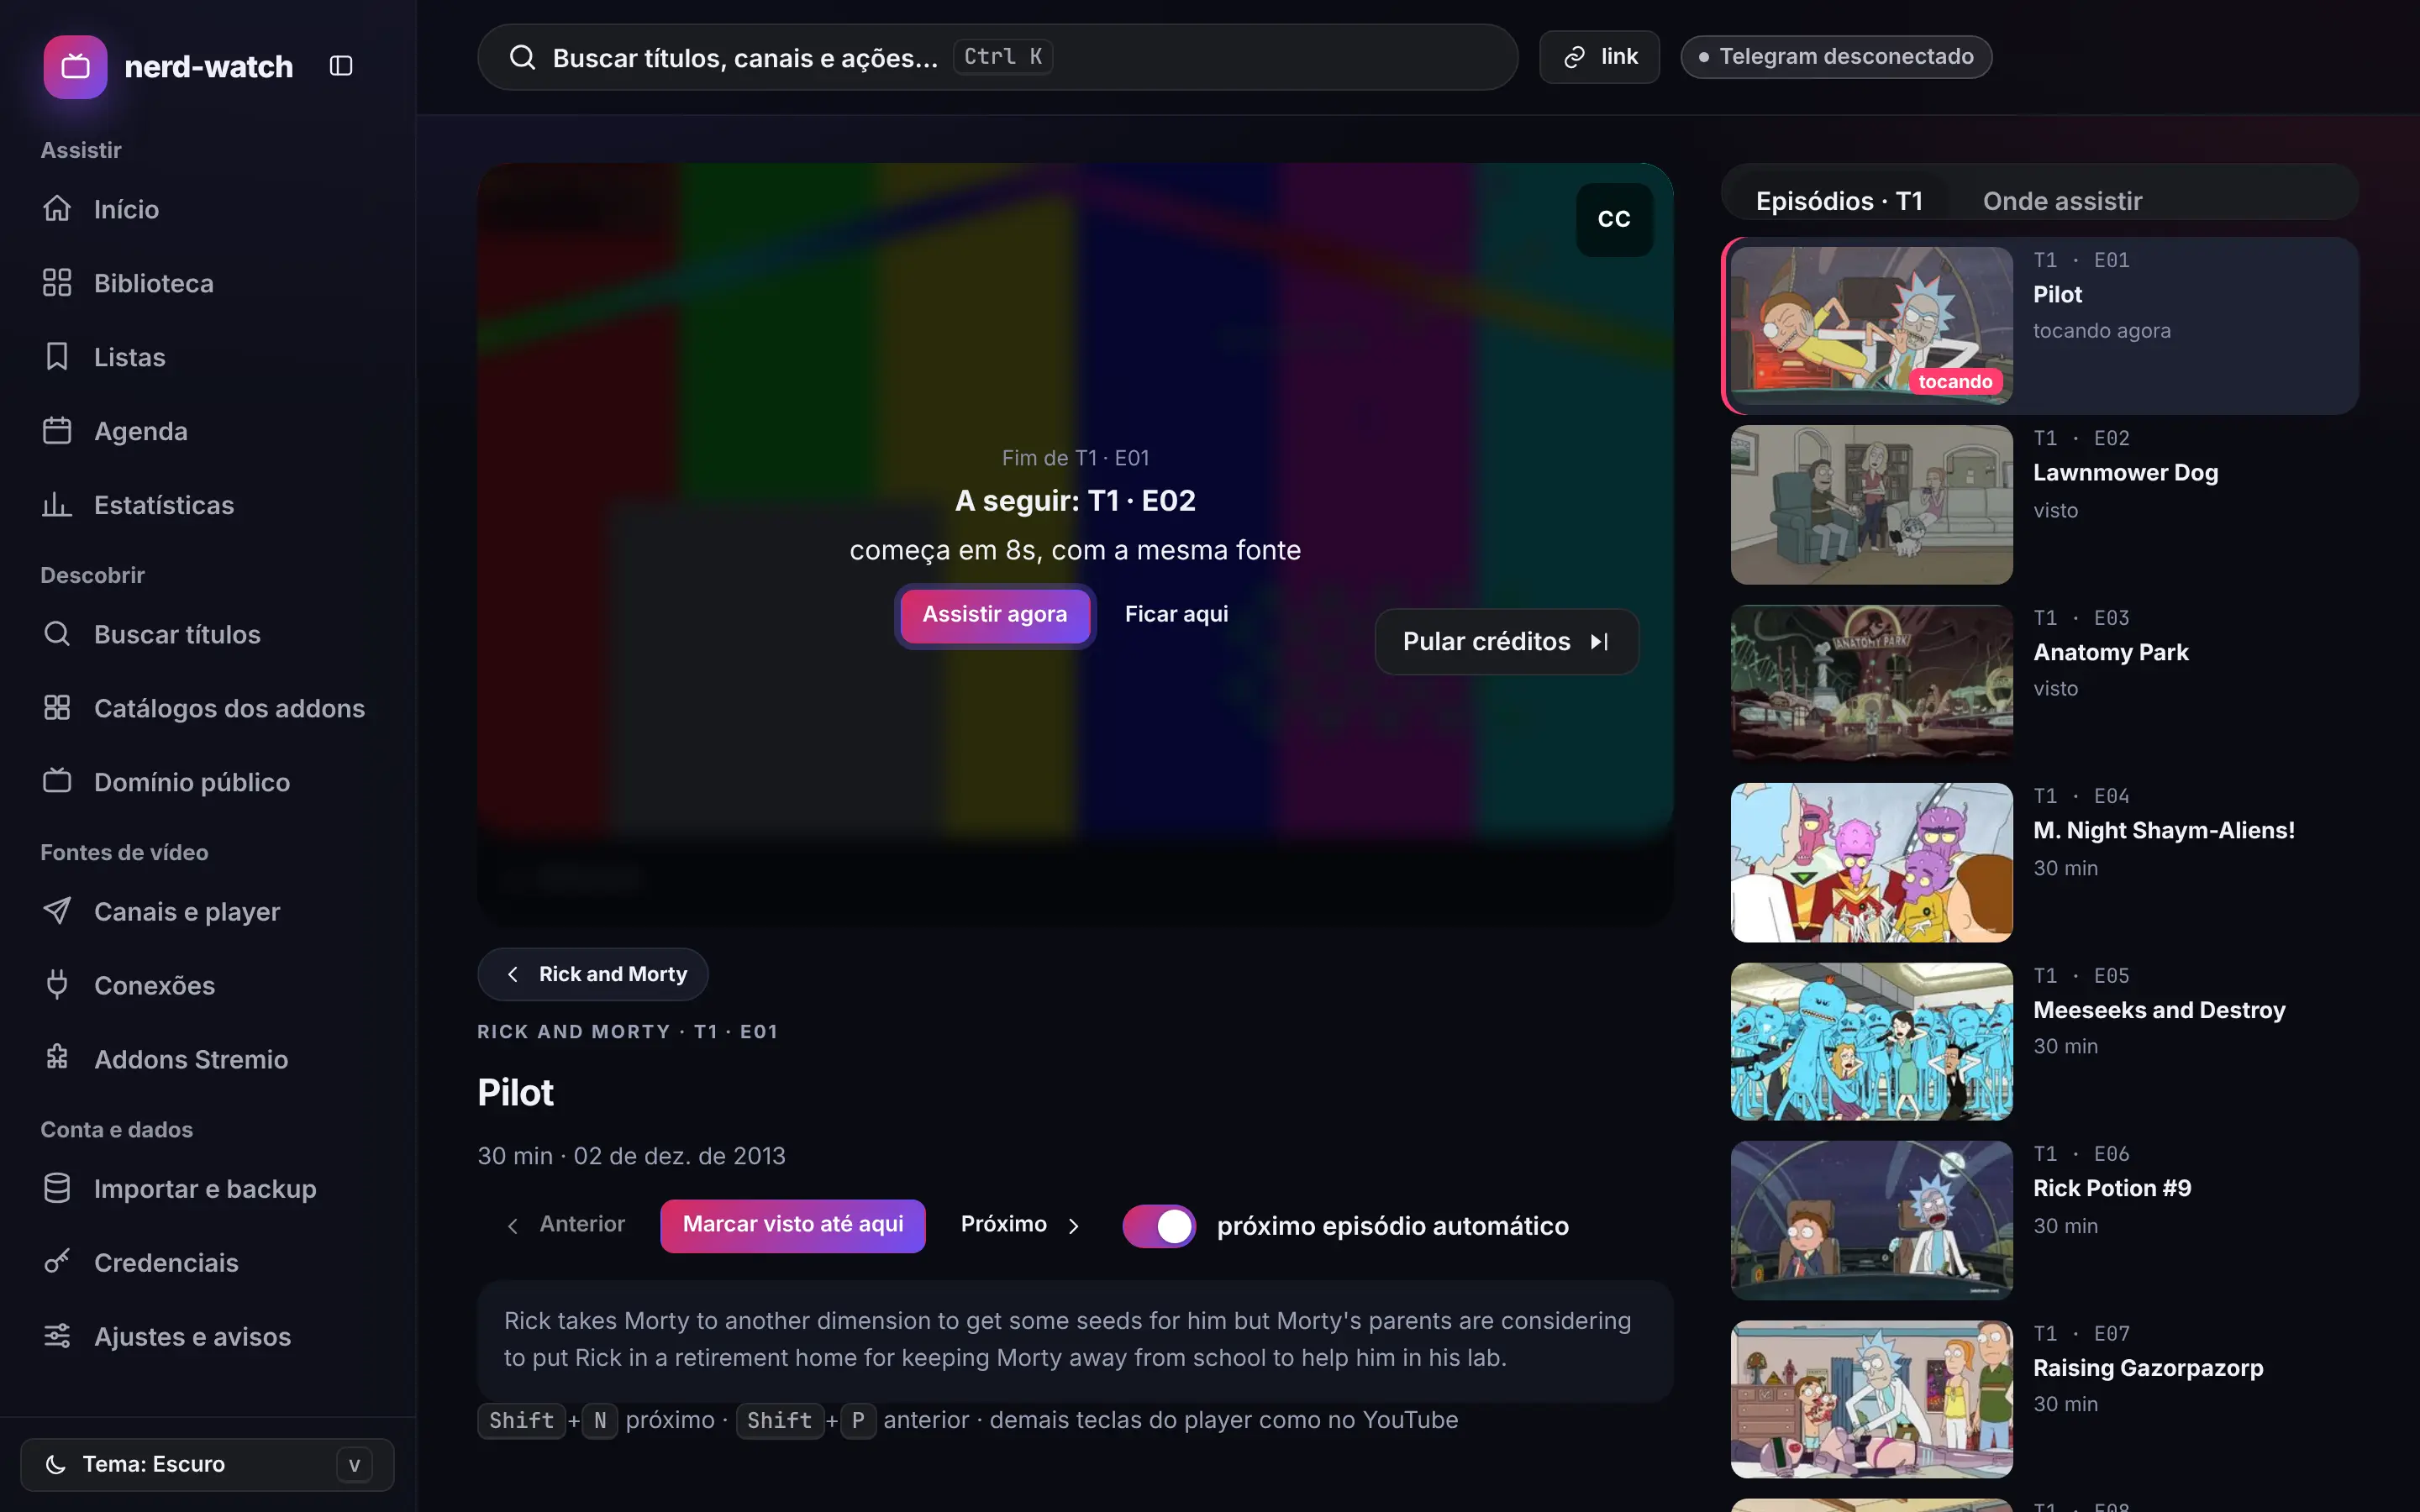 nerd-watch
Assistir
Início
Biblioteca
Listas
Agenda
Estatísticas
Descobrir
Buscar títulos
Catálogos dos addons
Domínio público
Fontes de vídeo
Canais e player
Conexões
Addons Stremio
Conta e dados
Importar e backup
Credenciais
Ajustes e avisos
Tema: Escuro V
Buscar títulos, canais e ações... Ctrl K
link
Telegram desconectado
CC
Fim de T1 · E01
A seguir: T1 · E02
começa em 8s, com a mesma fonte
Assistir agora
Ficar aqui
Pular créditos
Rick and Morty
RICK AND MORTY · T1 · E01
Pilot
30 min · 02 de dez. de 2013
Anterior
Marcar visto até aqui
Próximo
próximo episódio automático
Rick takes Morty to another dimension to get some seeds for him but Morty's parents are considering
to put Rick in a retirement home for keeping Morty away from school to help him in his lab.
Shift+N próximo · Shift+P anterior · demais teclas do player como no YouTube
Episódios · T1
Onde assistir
T1 · E01
Pilot
tocando agora
tocando
T1 · E02
Lawnmower Dog
visto
T1 · E03
Anatomy Park
visto
ANATOMY PARK
T1 · E04
M. Night Shaym-Aliens!
30 min
T1 · E05
Meeseeks and Destroy
30 min
T1 · E06
Rick Potion #9
30 min
T1 · E07
Raising Gazorpazorp
30 min
T1 · E08